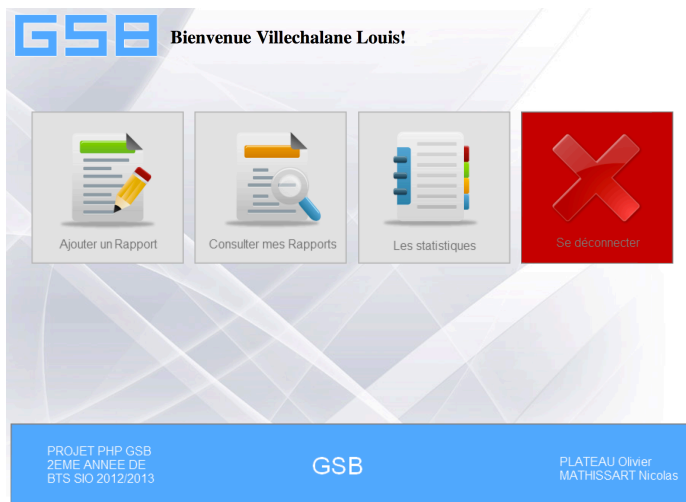 GSB
Bienvenue Villechalane Louis!
Ajouter un Rapport
Consulter mes Rapports
Les statistiques
Se déconnecter
PROJET PHP GSB
2EME ANNEE DE
BTS SIO 2012/2013
GSB
PLATEAU Olivier
MATHISSART Nicolas